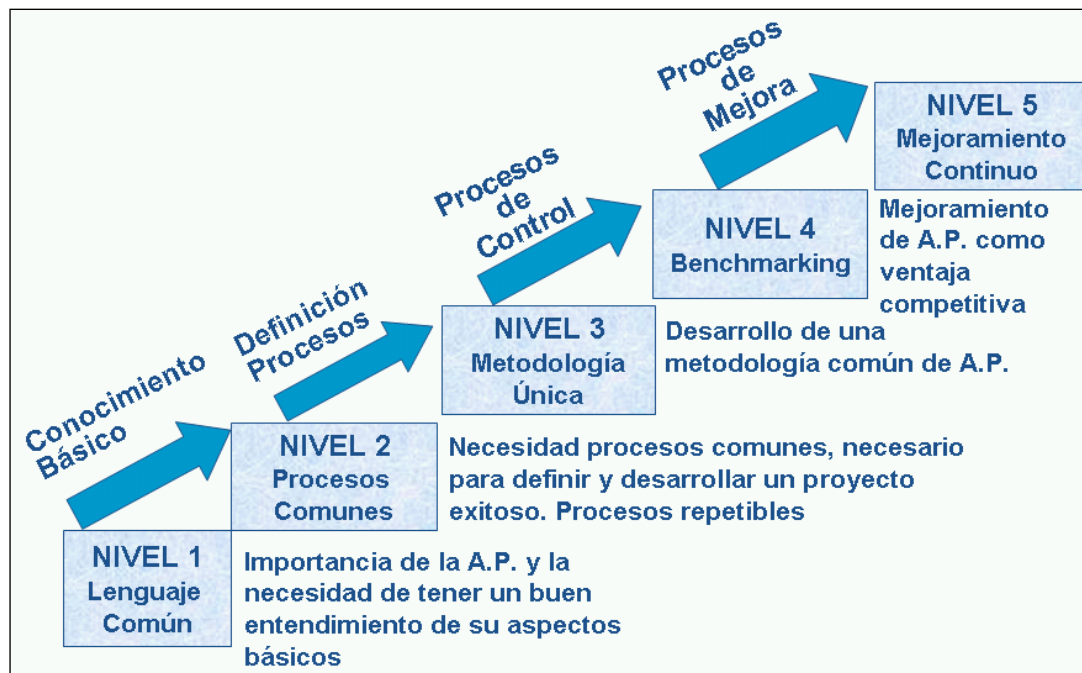 Procesos
de
Mejora
NIVEL 5
Mejoramiento
Continuo
Mejoramiento
de A.P. como
ventaja
competitiva
Procesos
de
Control
NIVEL 4
Benchmarking
Definición
Procesos
NIVEL 3
Metodología
Única
Desarrollo de una
metodología común de A.P.
Conocimiento
Básico
NIVEL 2
Procesos
Comunes
Necesidad procesos comunes, necesario
para definir y desarrollar un proyecto
exitoso. Procesos repetibles
NIVEL 1
Lenguaje
Común
Importancia de la A.P. y la
necesidad de tener un buen
entendimiento de su aspectos
básicos